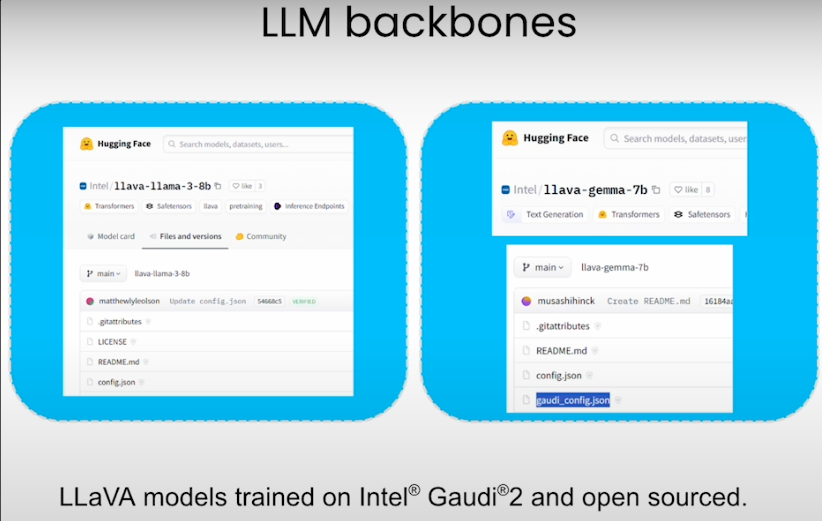 LLM backbones
Hugging Face
Search models, datasets, users...
Intel/llava-llama-3-8b
like 3
Transformers Safetensors llava pretraining Inference Endpoints
Model card Files and versions Community
main llava-llama-3-8b
matthewlyleolson Update config.json 54668c5 VERIFIED
.gitattributes
LICENSE
README.md
config.json
Hugging Face
Search models, datasets, user
Intel/llava-gemma-7b
like 8
Text Generation Transformers Safetensors
main llava-gemma-7b
musashihinck Create README.md 16184aa
.gitattributes
README.md
config.json
gaudi_config.json
LLaVA models trained on Intel® Gaudi®2 and open sourced.